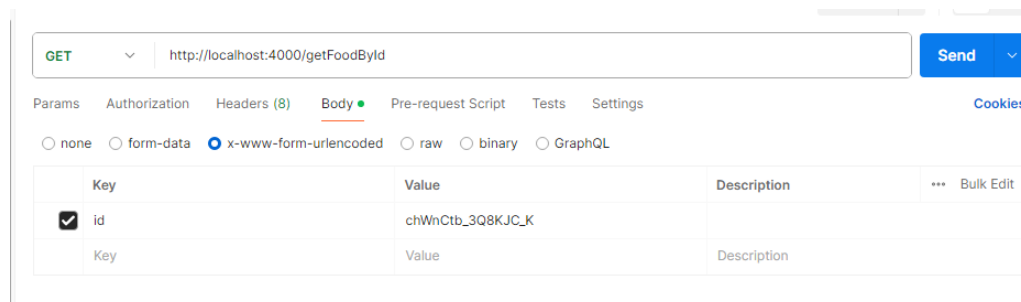 GET http://localhost:4000/getFoodById Send
Params Authorization Headers (8) Body Pre-request Script Tests Settings Cookies
none form-data x-www-form-urlencoded raw binary GraphQL
Key Value Description ••• Bulk Edit
id chWnCtb_3Q8KJC_K
Key Value Description